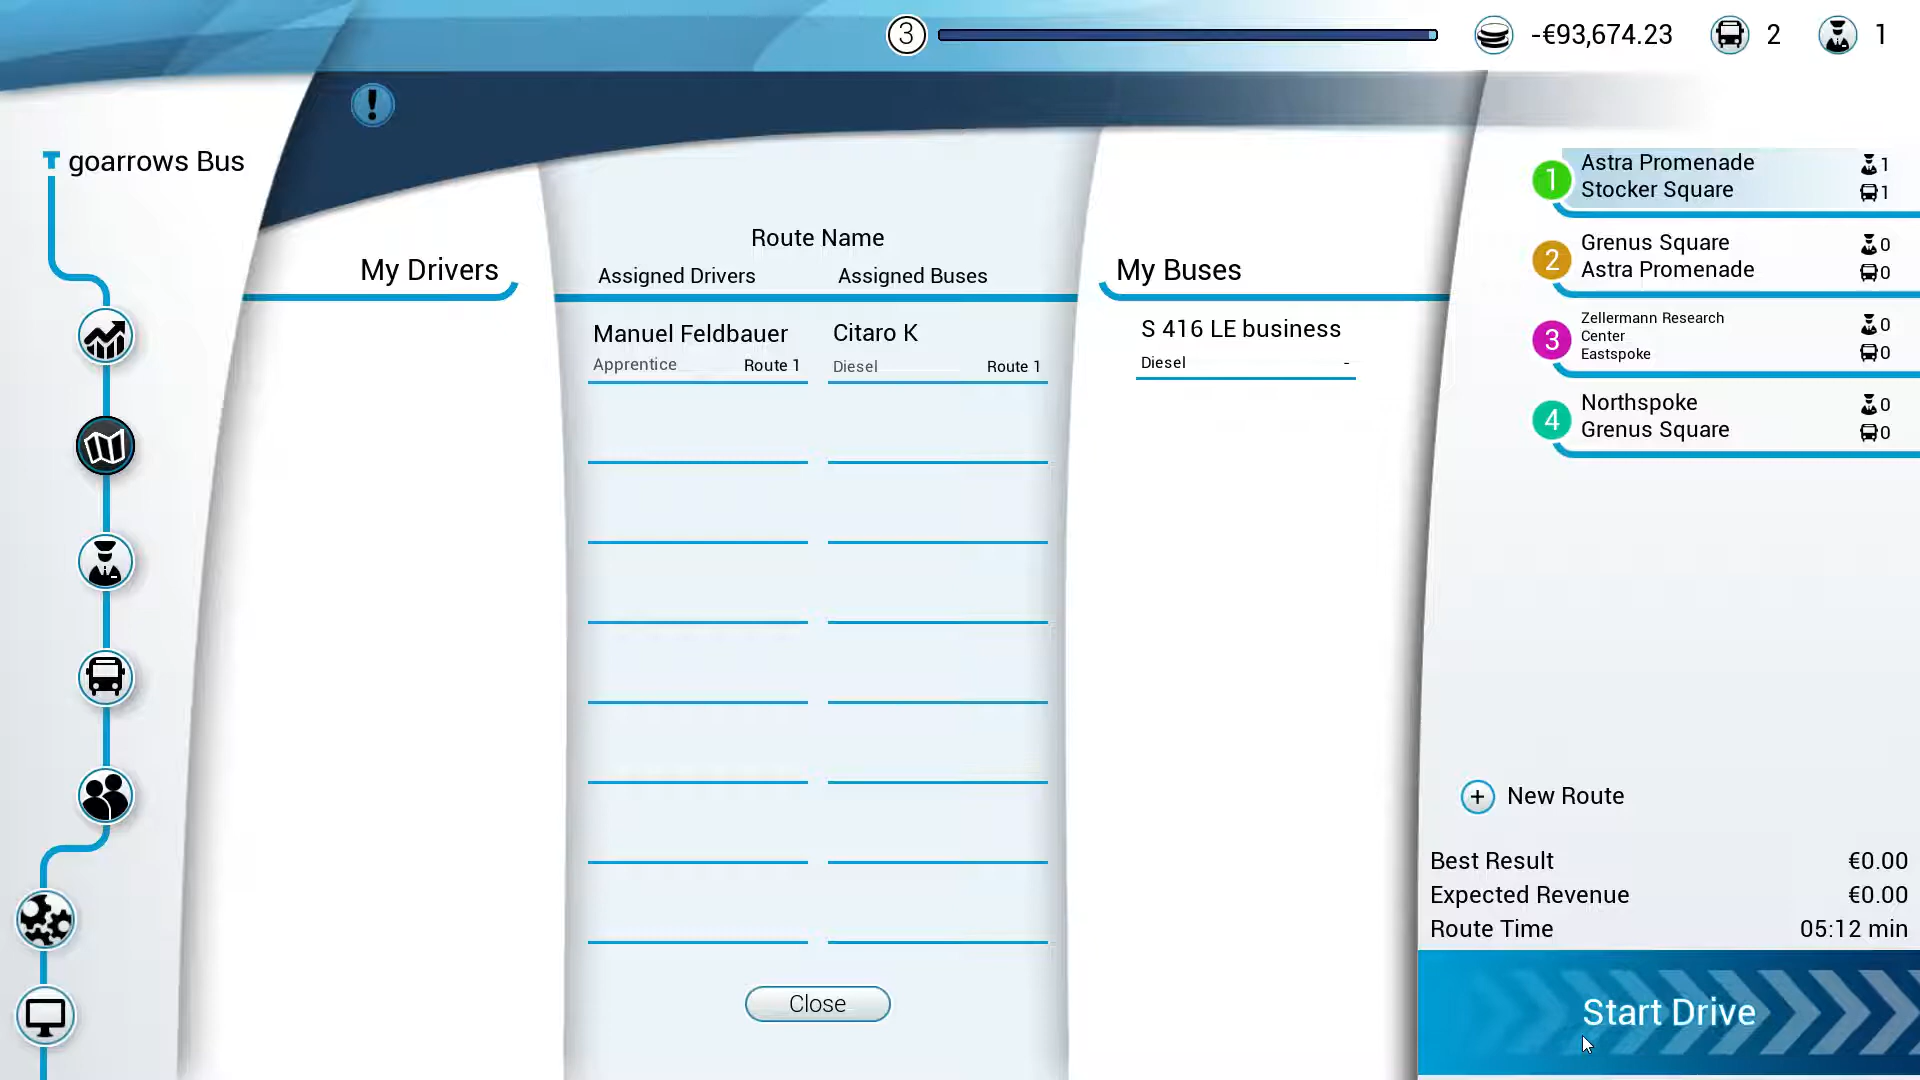 3
-€93,674.23
2
1
goarrows Bus
My Drivers
Route Name
Assigned Drivers
Assigned Buses
My Buses
Manuel Feldbauer
Apprentice
Route 1
Citaro K
Diesel
Route 1
S 416 LE business
Diesel
-
1
Astra Promenade
Stocker Square
1
1
2
Grenus Square
Astra Promenade
0
0
3
Zellermann Research
Center
Eastspoke
0
0
4
Northspoke
Grenus Square
0
0
New Route
Best Result €0.00
Expected Revenue €0.00
Route Time 05:12 min
Close
Start Drive